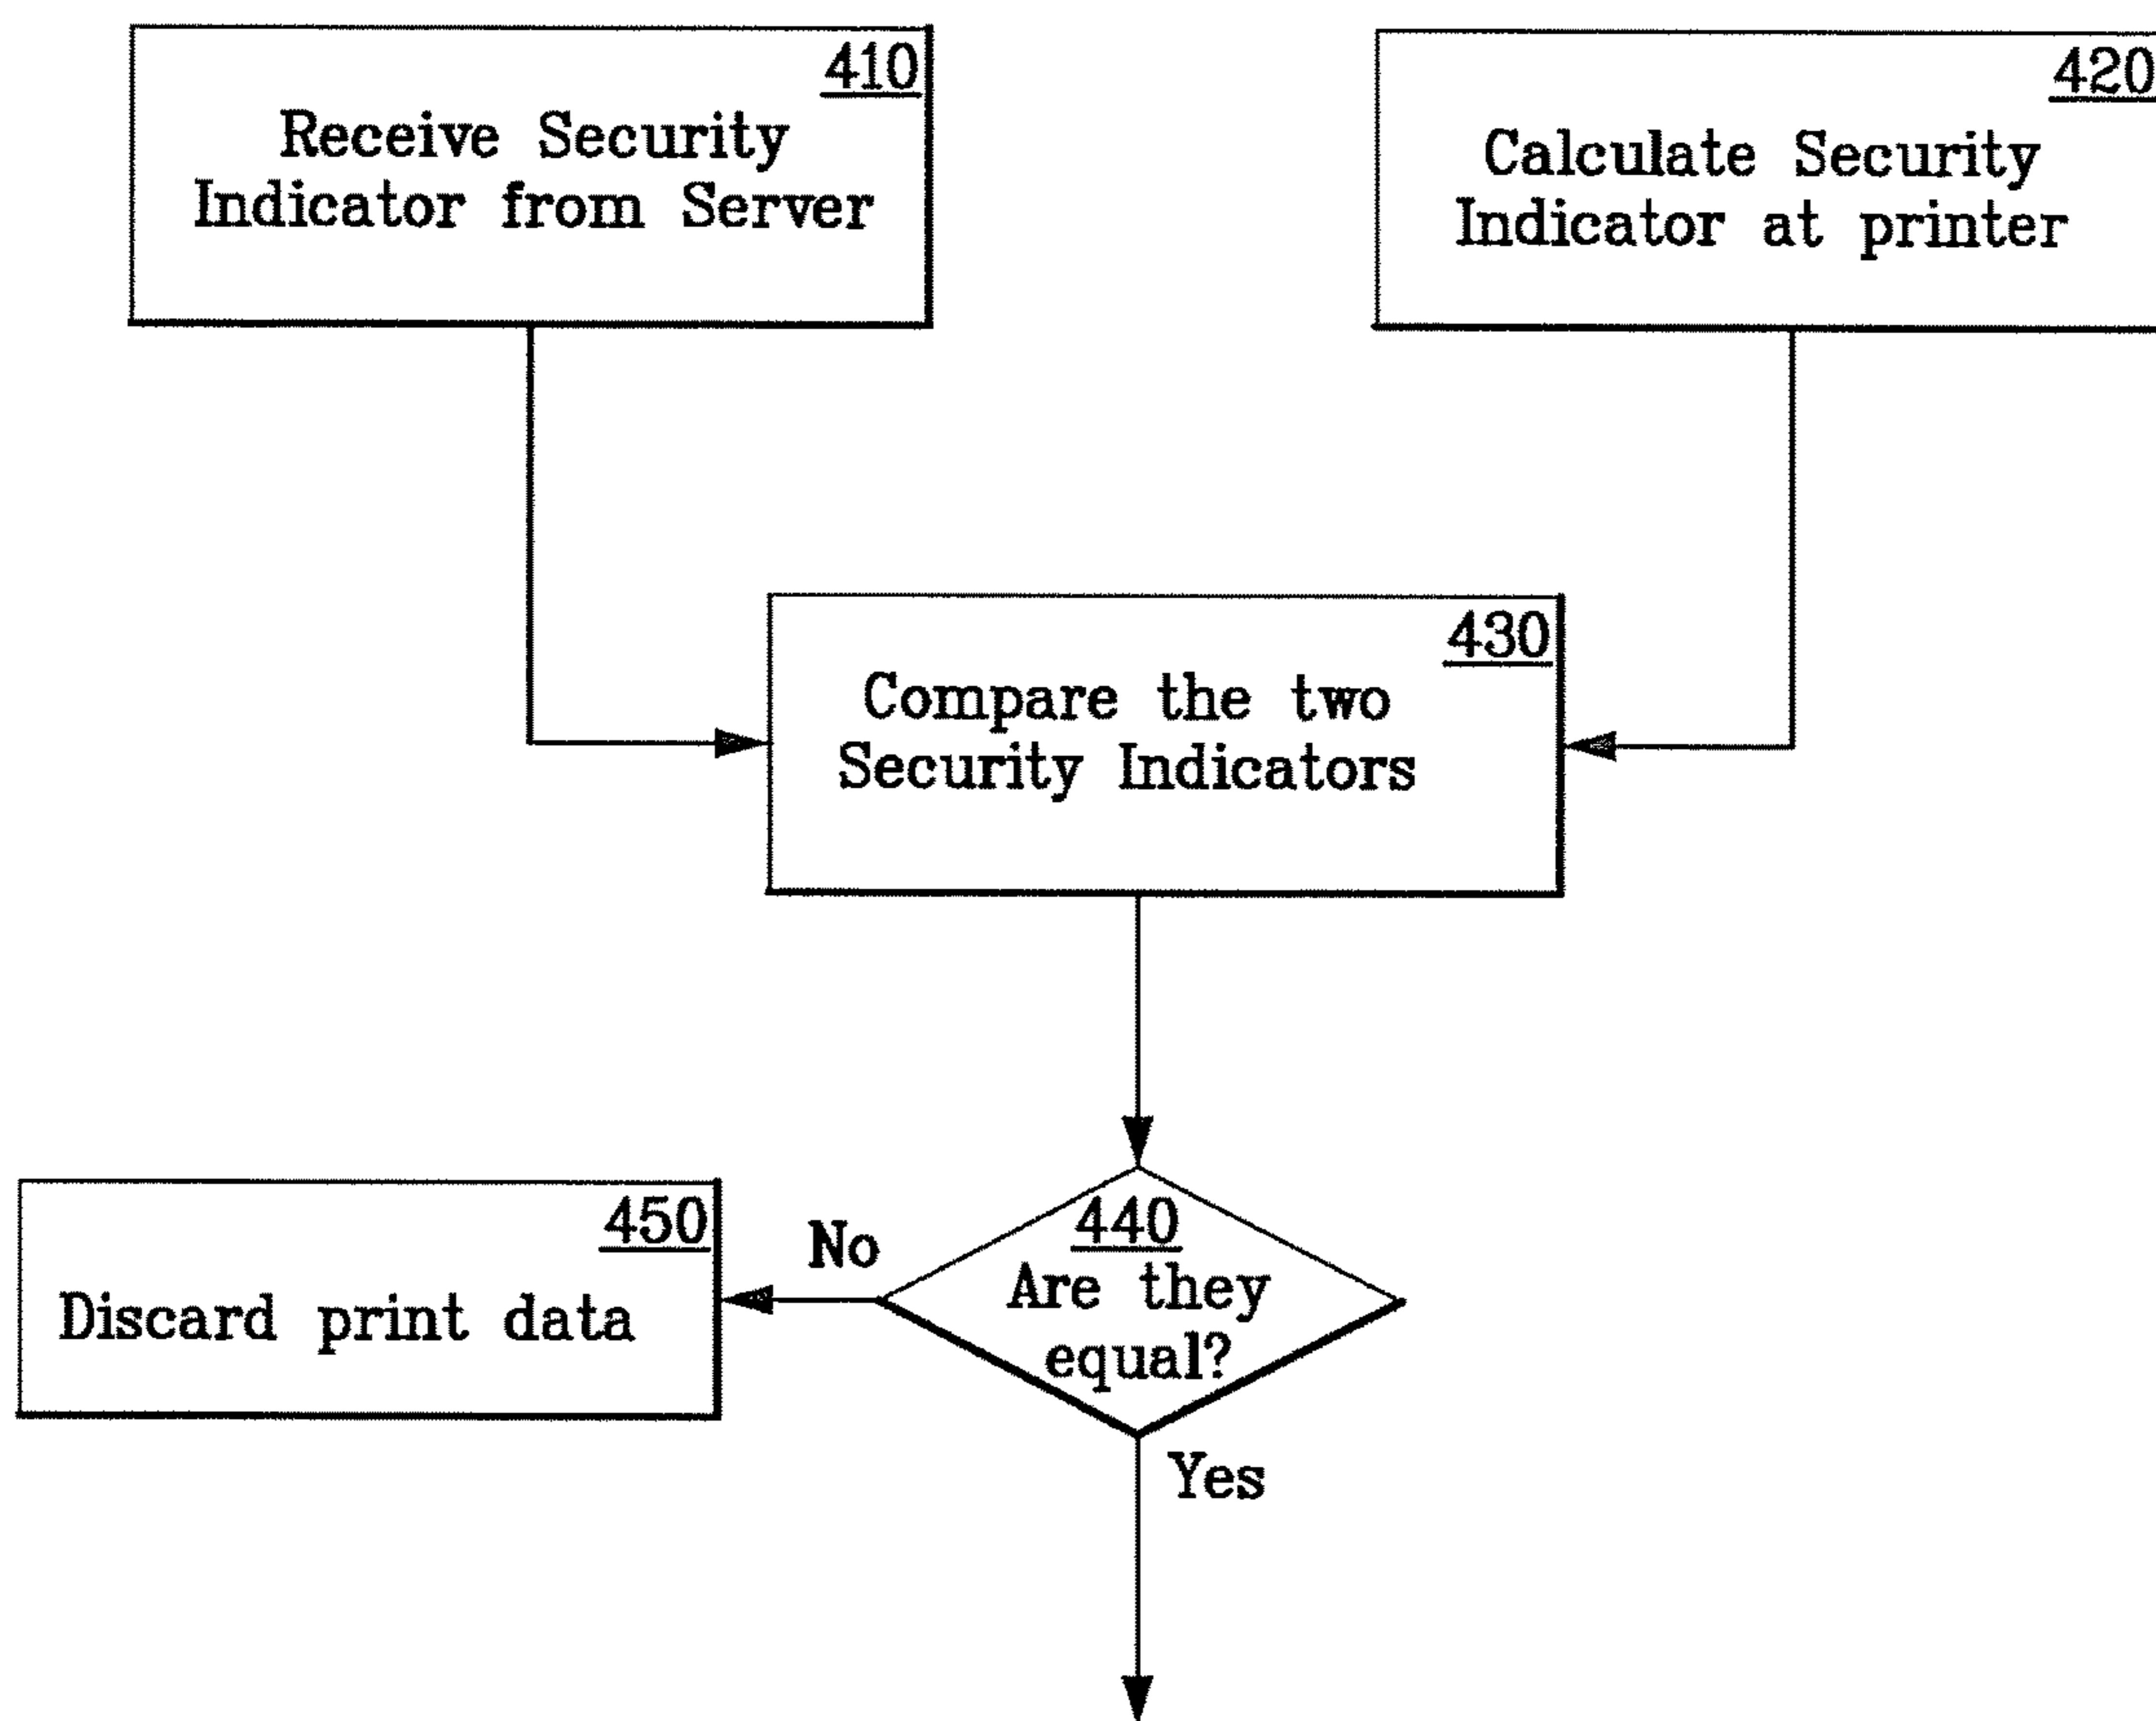 410
Receive Security
Indicator from Server
420
Calculate Security
Indicator at printer
430
Compare the two
Security Indicators
450
Discard print data
No
440
Are they
equal?
Yes